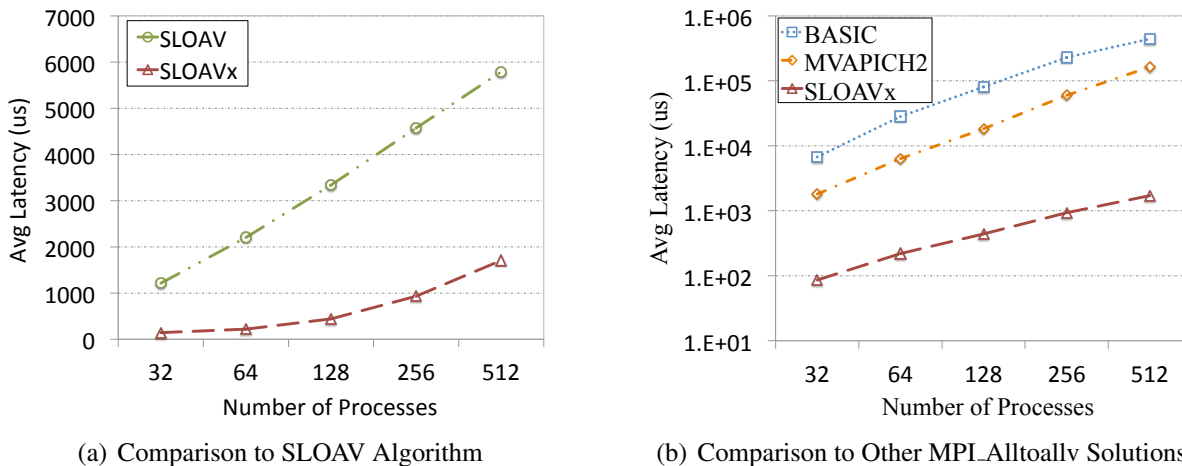 SLOAV
SLOAVx
7000
6000
5000
4000
3000
2000
1000
0
Avg Latency (us)
32 64 128 256 512
Number of Processes
(a) Comparison to SLOAV Algorithm
BASIC
MVAPICH2
SLOAVx
1.E+06
1.E+05
1.E+04
1.E+03
1.E+02
1.E+01
Avg Latency (us)
32 64 128 256 512
Number of Processes
(b) Comparison to Other MPI_Alltoallv Solutions